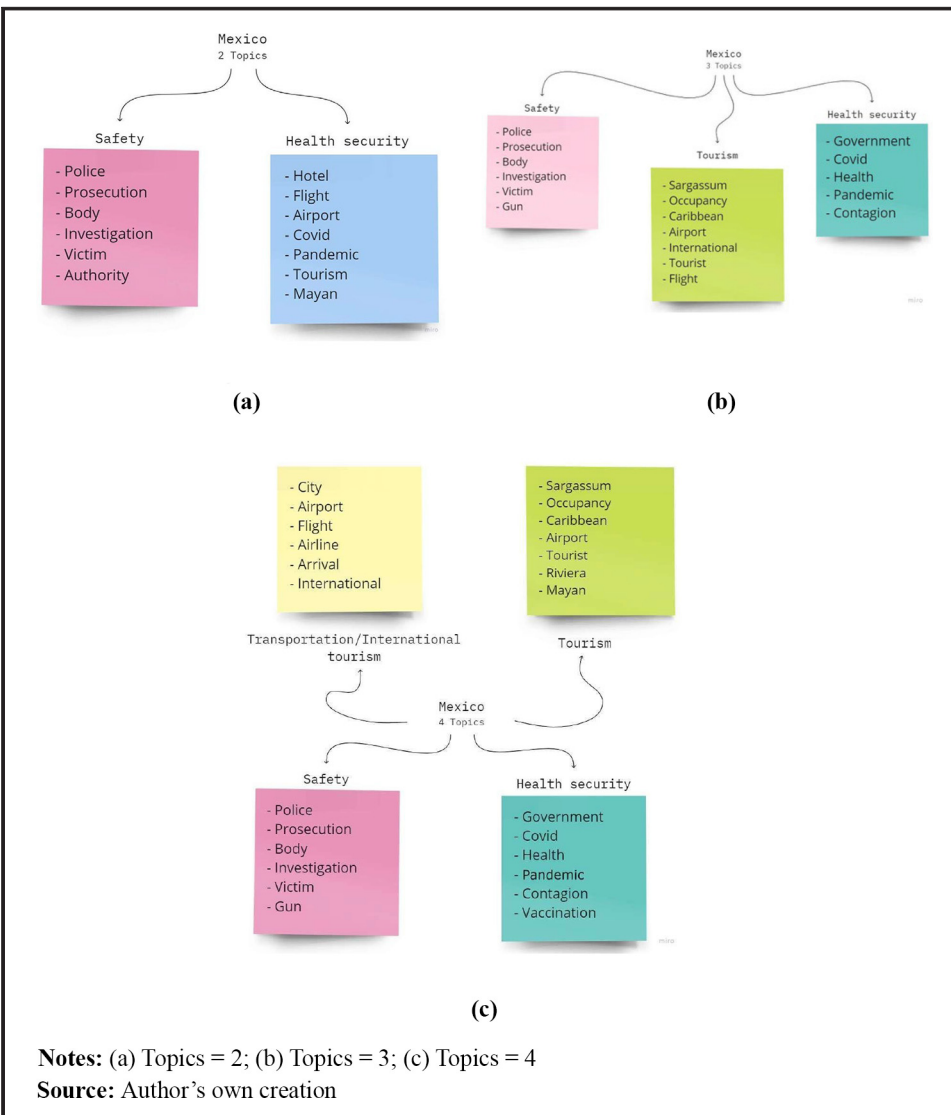 Mexico
2 Topics
Safety
- Police
- Prosecution
- Body
- Investigation
- Victim
- Authority
Health security
- Hotel
- Flight
- Airport
- Covid
- Pandemic
- Tourism
- Mayan
miro
(a)
Mexico
3 Topics
Safety
- Police
- Prosecution
- Body
- Investigation
- Victim
- Gun
Tourism
- Sargassum
- Occupancy
- Caribbean
- Airport
- International
- Tourist
- Flight
Health security
- Government
- Covid
- Health
- Pandemic
- Contagion
miro
(b)
- City
- Airport
- Flight
- Airline
- Arrival
- International
Transportation/International
tourism
- Sargassum
- Occupancy
- Caribbean
- Airport
- Tourist
- Riviera
- Mayan
Tourism
Mexico
4 Topics
Safety
- Police
- Prosecution
- Body
- Investigation
- Victim
- Gun
Health security
- Government
- Covid
- Health
- Pandemic
- Contagion
- Vaccination
miro
(c)
Notes: (a) Topics = 2; (b) Topics = 3; (c) Topics = 4
Source: Author’s own creation